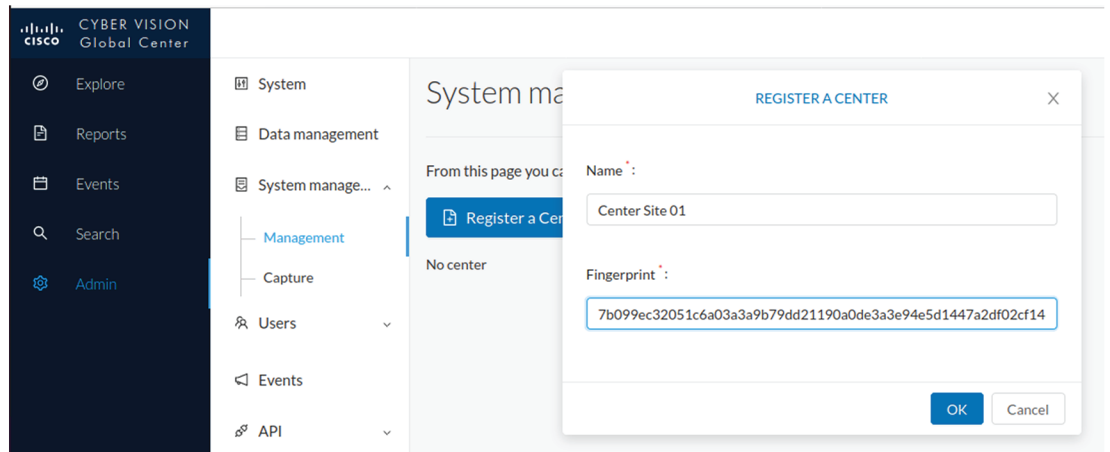 CISCO
CYBER VISION
Global Center
Explore
Reports
Events
Search
Admin
System
Data management
System manage...
Management
Capture
Users
Events
API
System ma
From this page you ca
Register a Cer
No center
REGISTER A CENTER
Name * :
Center Site 01
Fingerprint * :
7b099ec32051c6a03a3a9b79dd21190a0de3a3e94e5d1447a2df02cf14
OK
Cancel